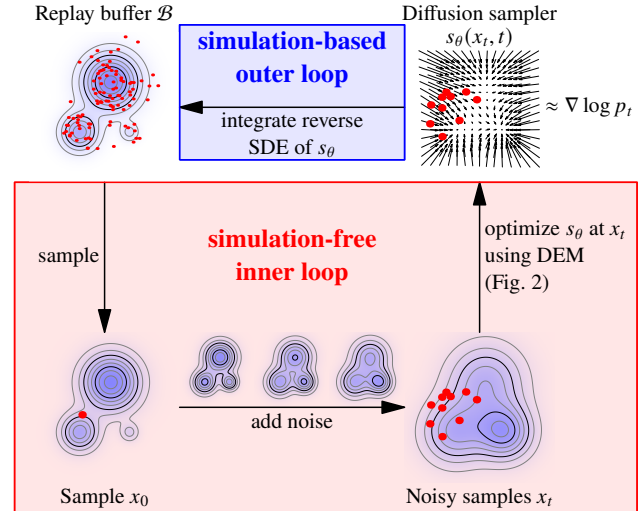 Replay buffer ℬ
simulation-based
outer loop
integrate reverse
SDE of s_θ
Diffusion sampler
s_θ(x_t, t)
≈ ∇ log p_t
sample
simulation-free
inner loop
optimize s_θ at x_t
using DEM
(Fig. 2)
add noise
Sample x_0
Noisy samples x_t